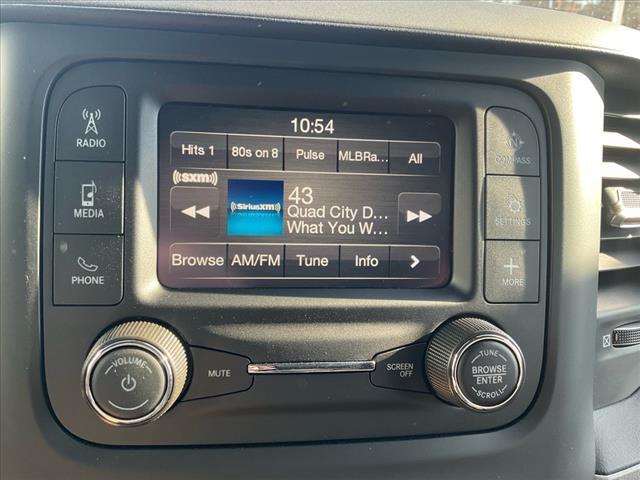 10:54
Hits 1 80s on 8 Pulse MLBRa... All
((sxm))
43
((SiriusXM))
Quad City D...
What You W...
Browse AM/FM Tune Info >
RADIO
MEDIA
PHONE
COMPASS
SETTINGS
MORE
VOLUME
MUTE
SCREEN
OFF
TUNE
BROWSE
ENTER
SCROLL